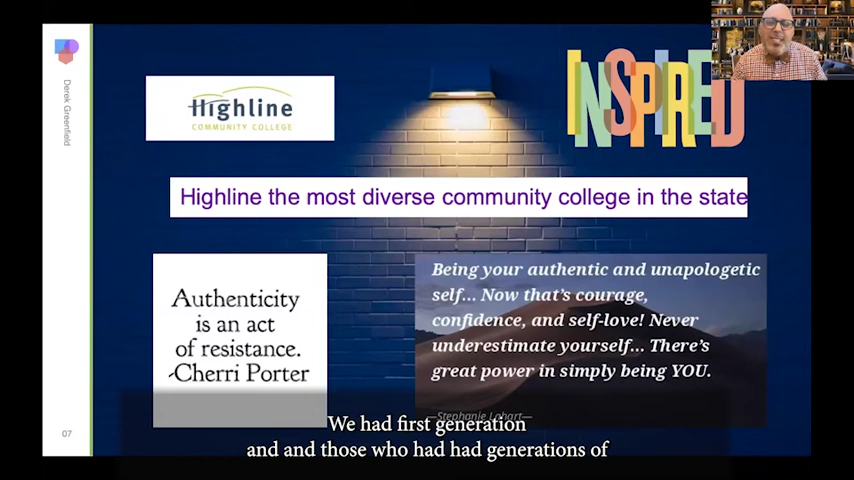 Derek Greenfield
Highline
COMMUNITY COLLEGE
INSPIRED
Highline the most diverse community college in the state
Authenticity
is an act
of resistance.
-Cherri Porter
Being your authentic and unapologetic
self... Now that's courage,
confidence, and self-love! Never
underestimate yourself... There's
great power in simply being YOU.
—Stephanie Lahart—
We had first generation
and and those who had had generations of
07